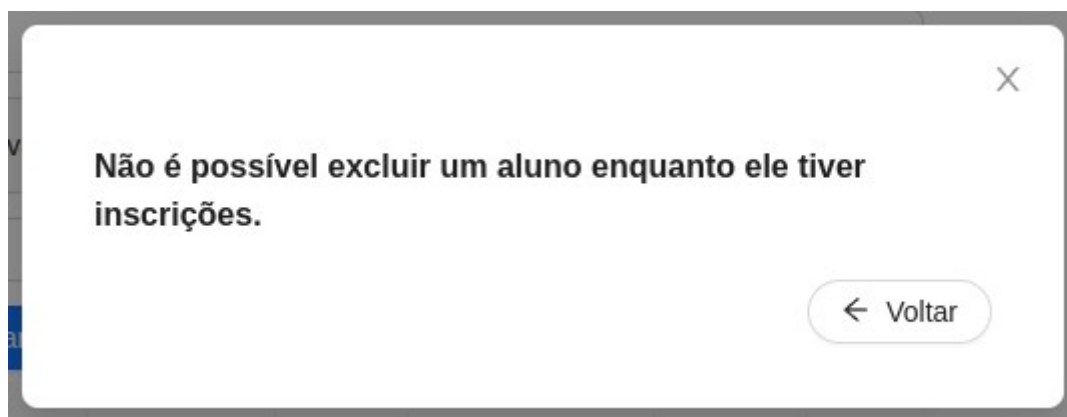 Não é possível excluir um aluno enquanto ele tiver
inscrições.
Voltar